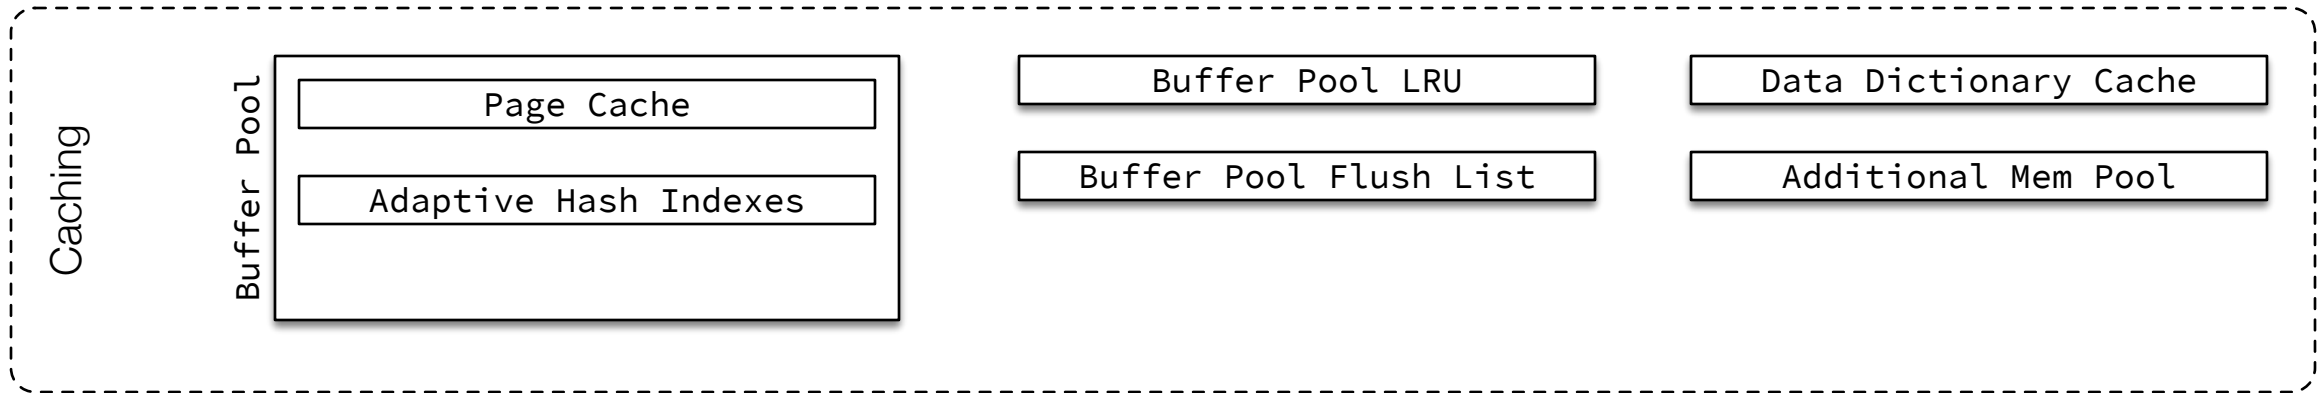 Caching
Buffer Pool
Page Cache
Adaptive Hash Indexes
Buffer Pool LRU
Buffer Pool Flush List
Data Dictionary Cache
Additional Mem Pool